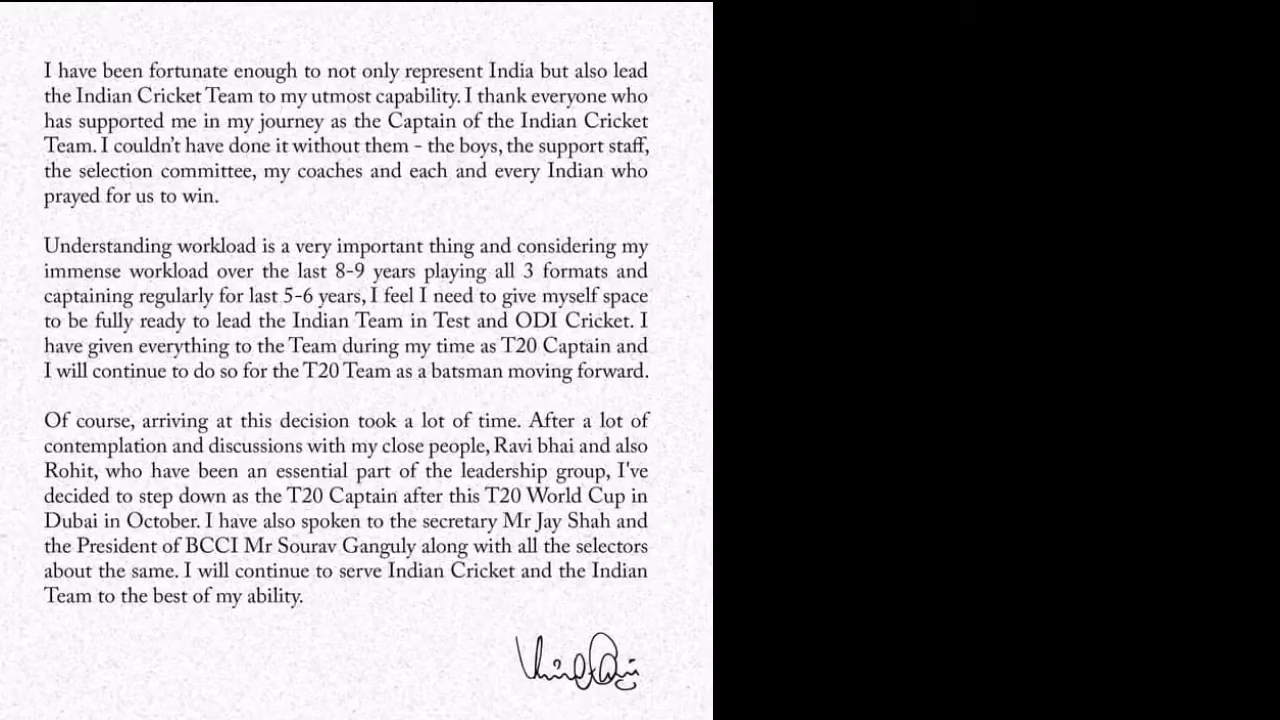 I have been fortunate enough to not only represent India but also lead
the Indian Cricket Team to my utmost capability. I thank everyone who
has supported me in my journey as the Captain of the Indian Cricket
Team. I couldn't have done it without them - the boys, the support staff,
the selection committee, my coaches and each and every Indian who
prayed for us to win.
Understanding workload is a very important thing and considering my
immense workload over the last 8-9 years playing all 3 formats and
captaining regularly for last 5-6 years, I feel I need to give myself space
to be fully ready to lead the Indian Team in Test and ODI Cricket. I
have given everything to the Team during my time as T20 Captain and
I will continue to do so for the T20 Team as a batsman moving forward.
Of course, arriving at this decision took a lot of time. After a lot of
contemplation and discussions with my close people, Ravi bhai and also
Rohit, who have been an essential part of the leadership group, I've
decided to step down as the T20 Captain after this T20 World Cup in
Dubai in October. I have also spoken to the secretary Mr Jay Shah and
the President of BCCI Mr Sourav Ganguly along with all the selectors
about the same. I will continue to serve Indian Cricket and the Indian
Team to the best of my ability.